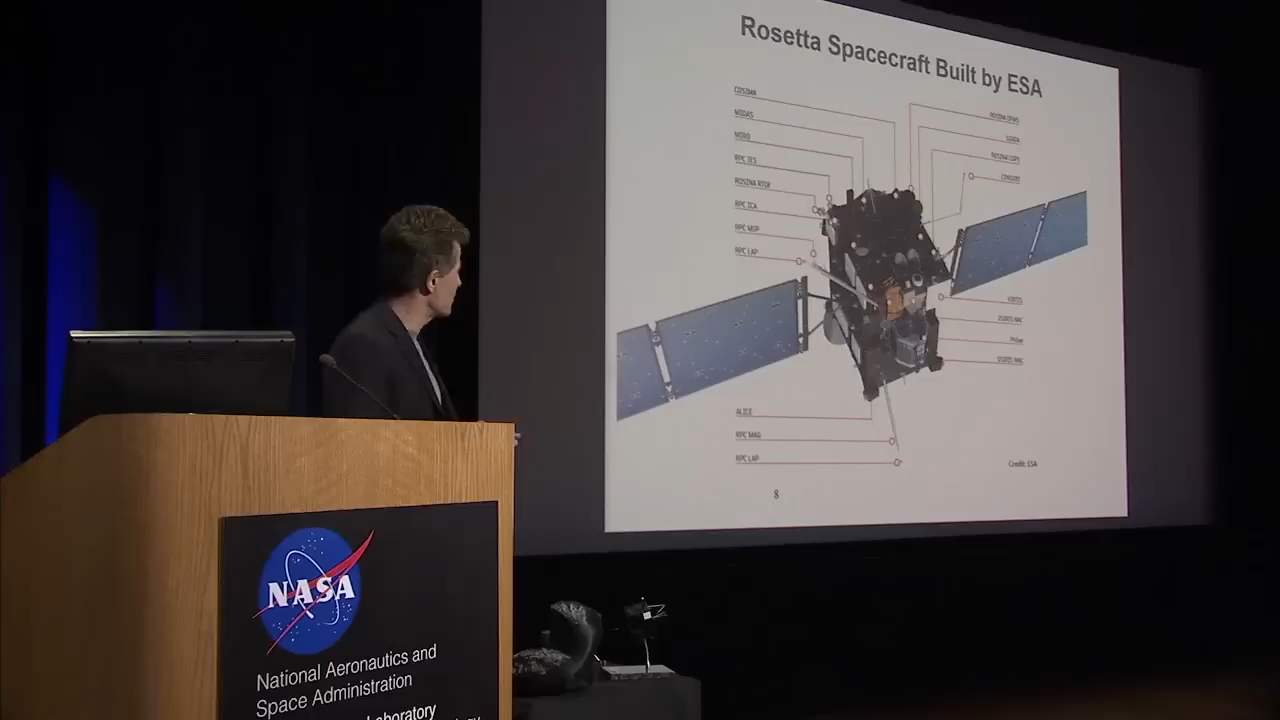 Rosetta Spacecraft Built by ESA
COSIMA
MIDAS
MIRO
RPC IES
ROSINA RTOF
RPC ICA
RPC MIP
RPC LAP
ROSINA DFMS
GIADA
ROSINA COPS
CONSERT
VIRTIS
OSIRIS NAC
Philae
OSIRIS WAC
ALICE
RPC MAG
RPC LAP
Credit: ESA
8
NASA
National Aeronautics and
Space Administration
Laboratory